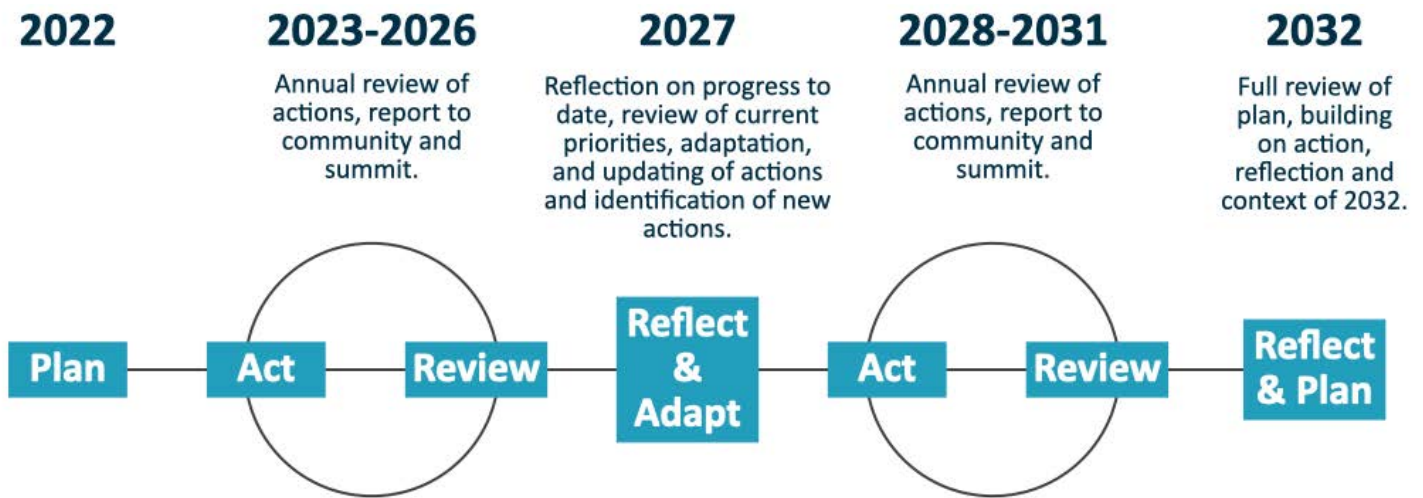 2022
2023-2026
2027
2028-2031
2032
Annual review of
actions, report to
community and
summit.
Reflection on progress to
date, review of current
priorities, adaptation,
and updating of actions
and identification of new
actions.
Annual review of
actions, report to
community and
summit.
Full review of
plan, building
on action,
reflection and
context of 2032.
Plan
Act
Review
Reflect
&
Adapt
Act
Review
Reflect
& Plan